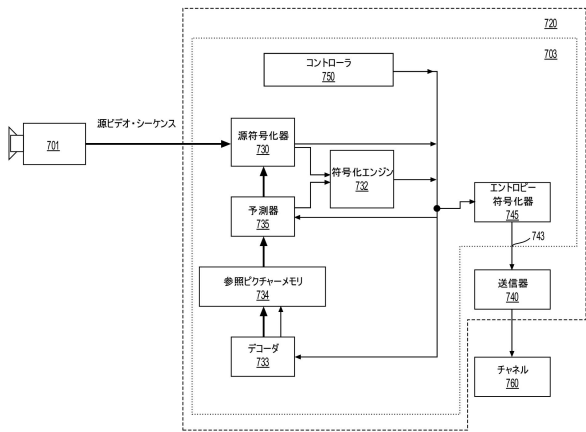 720
703
コントローラ
750
源ビデオ・シーケンス
701
源符号化器
730
符号化エンジン
732
予測器
735
エントロピー
符号化器
745
743
参照ピクチャーメモリ
734
送信器
740
デコーダ
733
チャネル
760